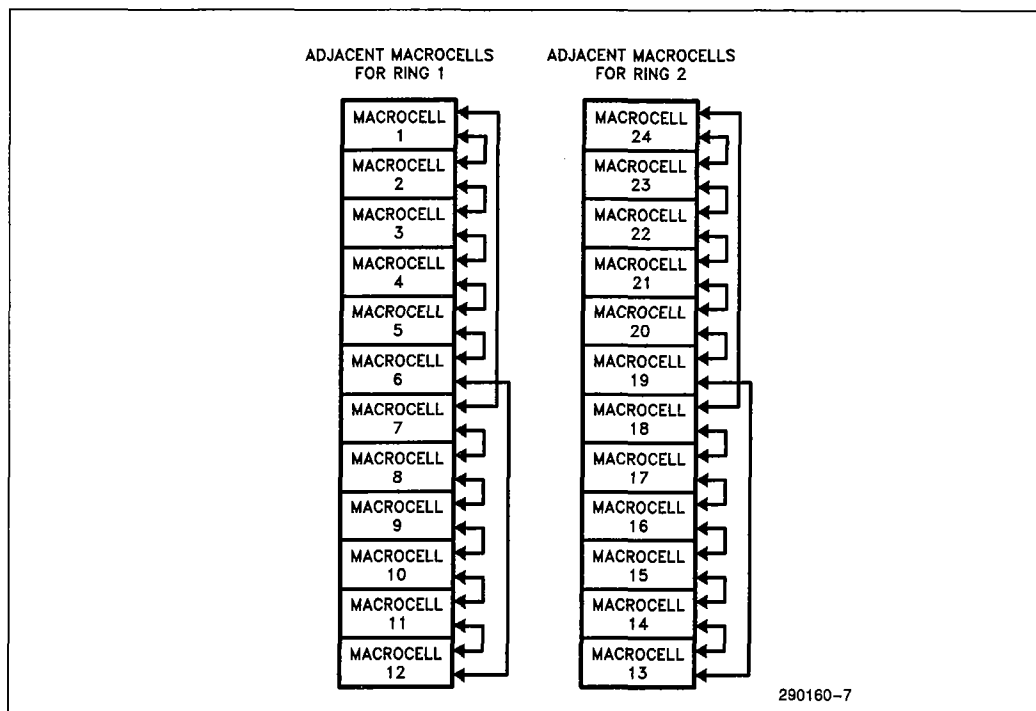 ADJACENT MACROCELLS
FOR RING 1
MACROCELL
1
MACROCELL
2
MACROCELL
3
MACROCELL
4
MACROCELL
5
MACROCELL
6
MACROCELL
7
MACROCELL
8
MACROCELL
9
MACROCELL
10
MACROCELL
11
MACROCELL
12
ADJACENT MACROCELLS
FOR RING 2
MACROCELL
24
MACROCELL
23
MACROCELL
22
MACROCELL
21
MACROCELL
20
MACROCELL
19
MACROCELL
18
MACROCELL
17
MACROCELL
16
MACROCELL
15
MACROCELL
14
MACROCELL
13
290160-7